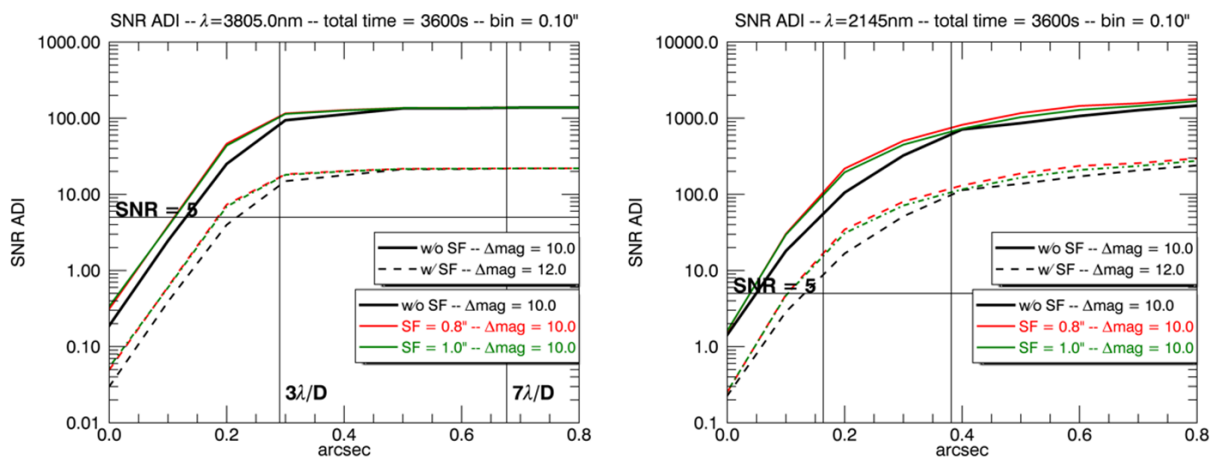 SNR ADI -- λ=3805.0nm -- total time = 3600s -- bin = 0.10"
1000.00
100.00
10.00
1.00
0.10
0.01
SNR ADI
SNR = 5
w/o SF -- Δmag = 10.0
w/ SF -- Δmag = 12.0
w/o SF -- Δmag = 10.0
SF = 0.8" -- Δmag = 10.0
SF = 1.0" -- Δmag = 10.0
3λ/D
7λ/D
0.0
0.2
0.4
0.6
0.8
arcsec
SNR ADI -- λ=2145nm -- total time = 3600s -- bin = 0.10"
10000.0
1000.0
100.0
10.0
1.0
0.1
SNR ADI
SNR = 5
w/o SF -- Δmag = 10.0
w/ SF -- Δmag = 12.0
w/o SF -- Δmag = 10.0
SF = 0.8" -- Δmag = 10.0
SF = 1.0" -- Δmag = 10.0
0.0
0.2
0.4
0.6
0.8
arcsec